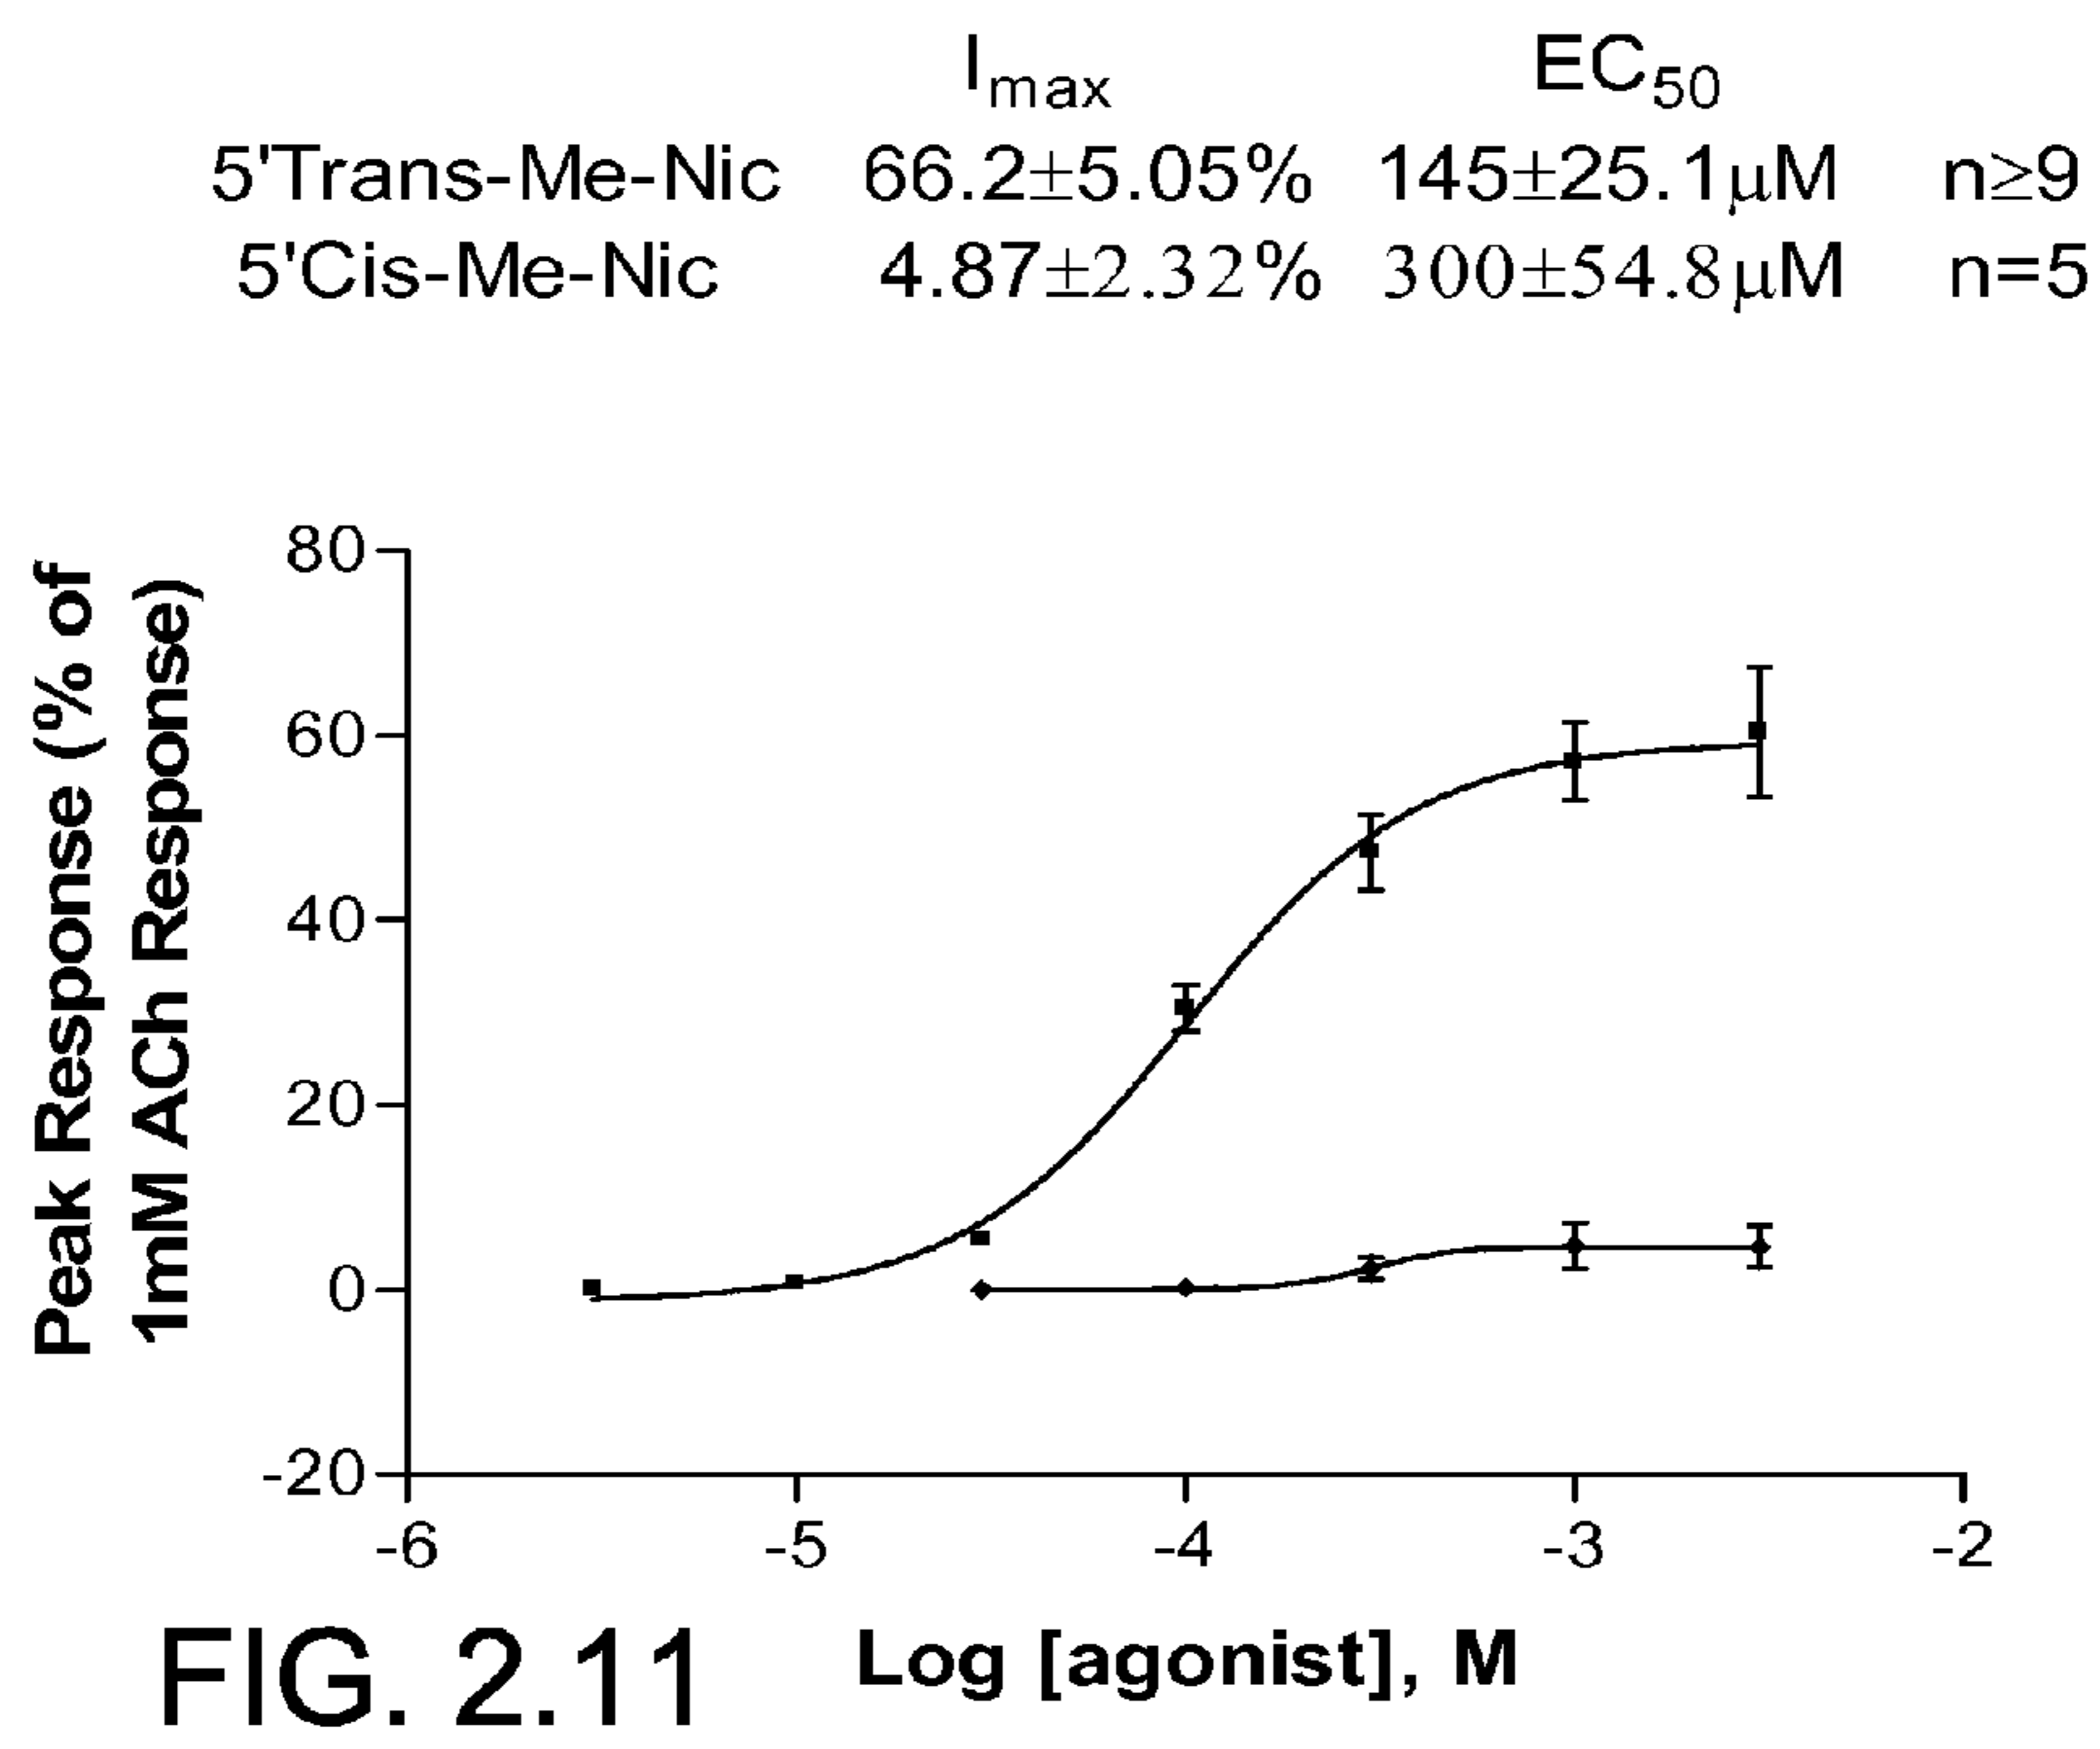 Imax EC50
5'Trans-Me-Nic 66.2±5.05% 145±25.1μM n≥9
5'Cis-Me-Nic 4.87±2.32% 300±54.8μM n=5
Peak Response (% of
1mM ACh Response)
80
60
40
20
0
-20
-6 -5 -4 -3 -2
Log [agonist], M
FIG. 2.11